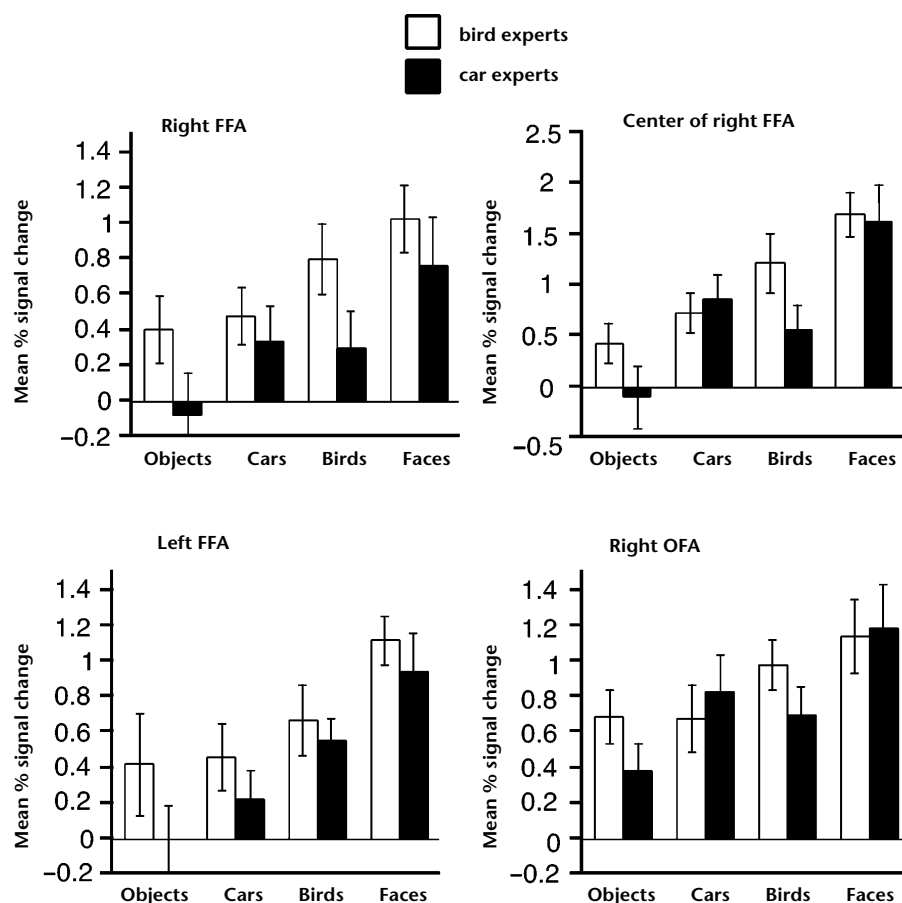 bird experts
car experts
Right FFA
Mean % signal change
1.4
1.2
1
0.8
0.6
0.4
0.2
0
−0.2
Objects Cars Birds Faces
Center of right FFA
Mean % signal change
2.5
2
1.5
1
0.5
0
−0.5
Objects Cars Birds Faces
Left FFA
Mean % signal change
1.4
1.2
1
0.8
0.6
0.4
0.2
0
−0.2
Objects Cars Birds Faces
Right OFA
Mean % signal change
1.4
1.2
1
0.8
0.6
0.4
0.2
0
−0.2
Objects Cars Birds Faces